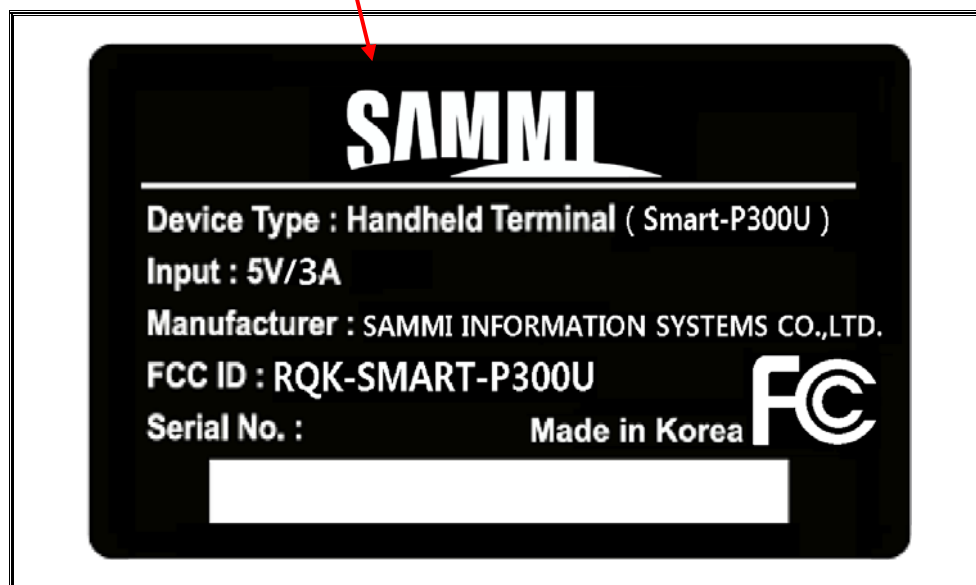 SAMMI
Device Type : Handheld Terminal ( Smart-P300U )
Input : 5V/3A
Manufacturer : SAMMI INFORMATION SYSTEMS CO.,LTD.
FCC ID : RQK-SMART-P300U
Serial No. : Made in Korea FC